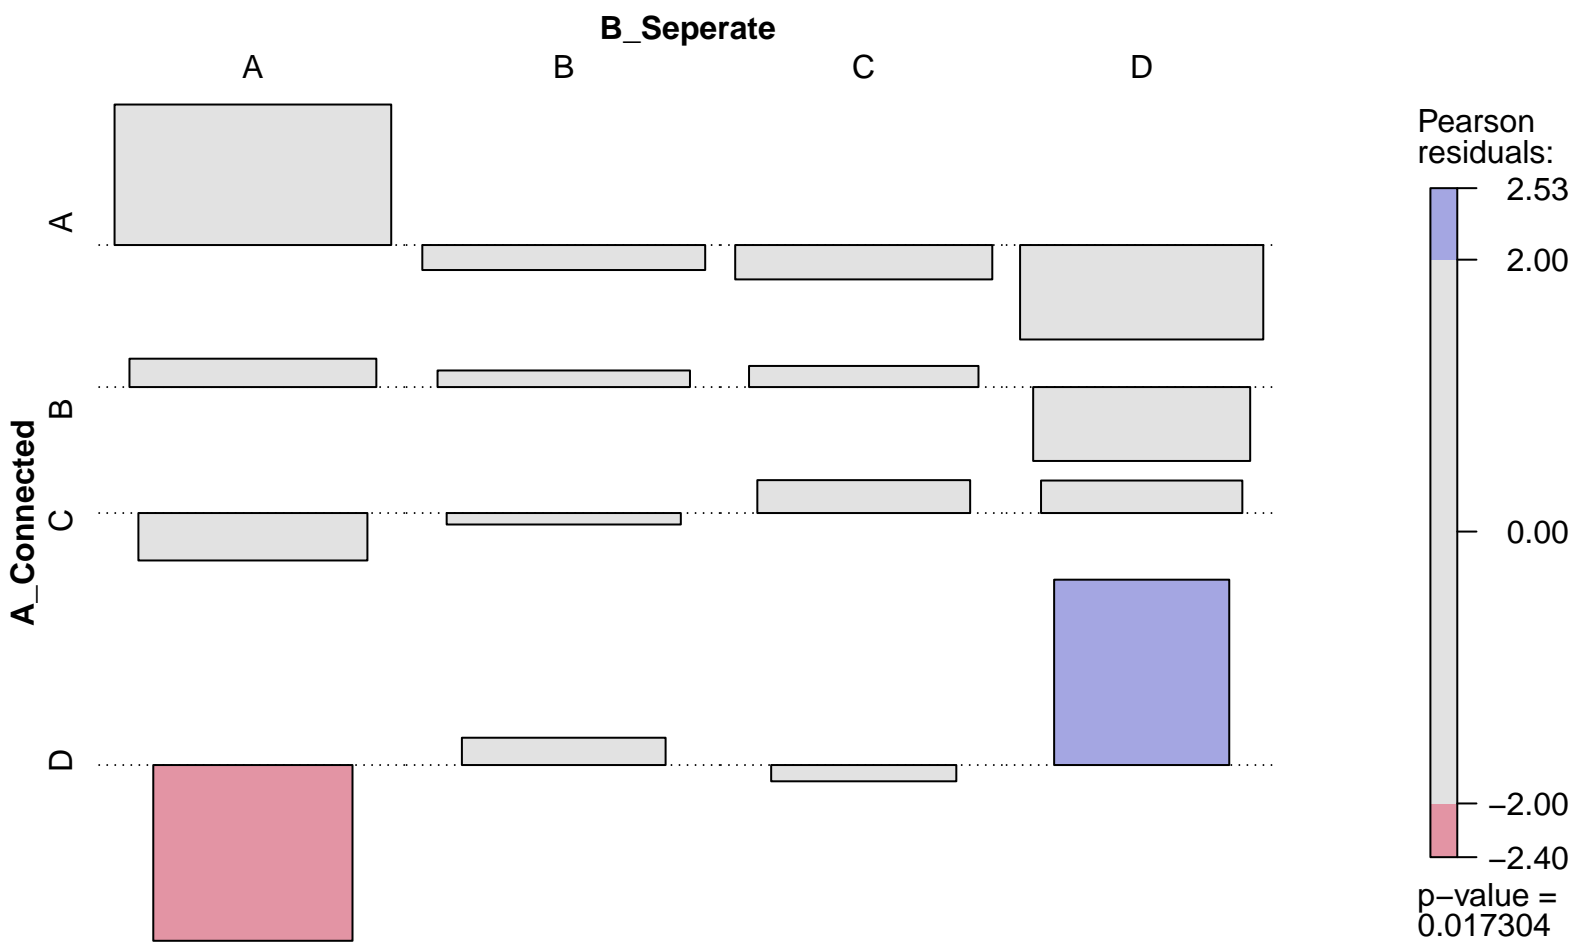 B_Seperate
A B C D
A
B
C
D
A_Connected
Pearson
residuals:
2.53
2.00
0.00
−2.00
−2.40
p−value =
0.017304